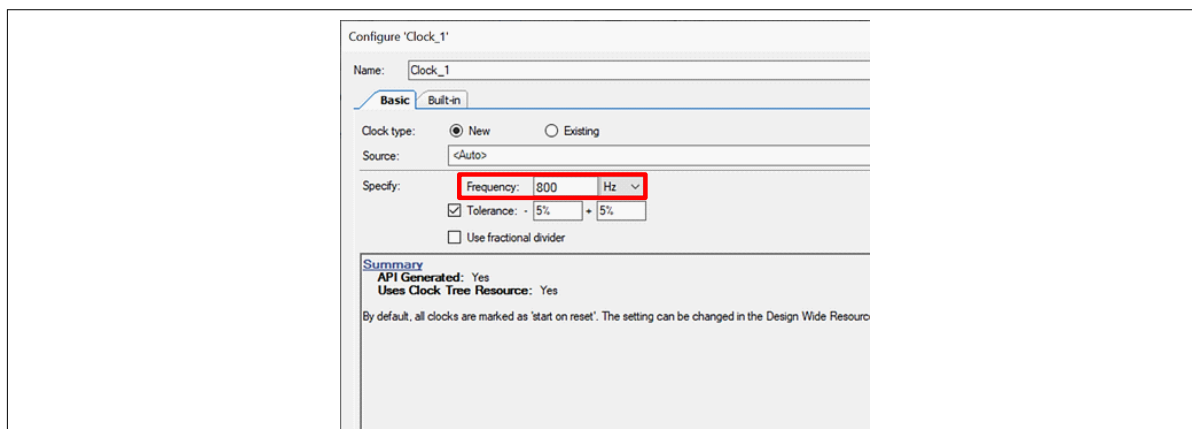 Configure 'Clock_1'
Name: Clock_1
Basic Built-in
Clock type: New Existing
Source: <Auto>
Specify: Frequency: 800 Hz
Tolerance: - 5% + 5%
Use fractional divider
Summary
API Generated: Yes
Uses Clock Tree Resource: Yes
By default, all clocks are marked as 'start on reset'. The setting can be changed in the Design Wide Resourc